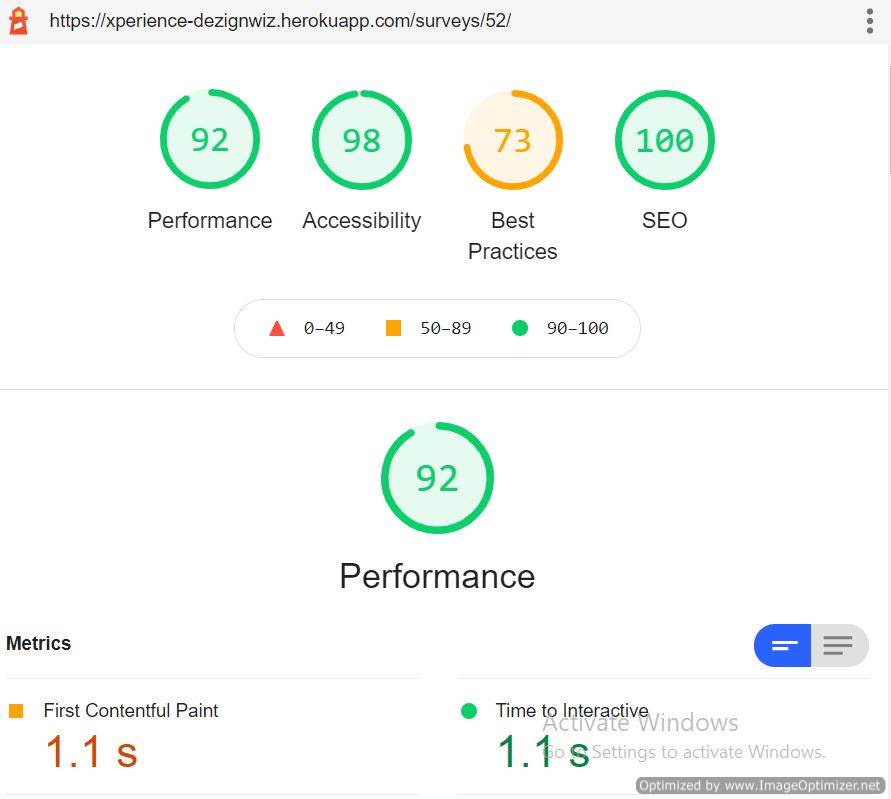 https://xperience-dezignwiz.herokuapp.com/surveys/52/
92 98 73 100
Performance Accessibility Best Practices SEO
0–49 50–89 90–100
92
Performance
Metrics
First Contentful Paint Time to Interactive
1.1 s 1.1 s
Activate Windows
Go to Settings to activate Windows.
Optimized by www.ImageOptimizer.net